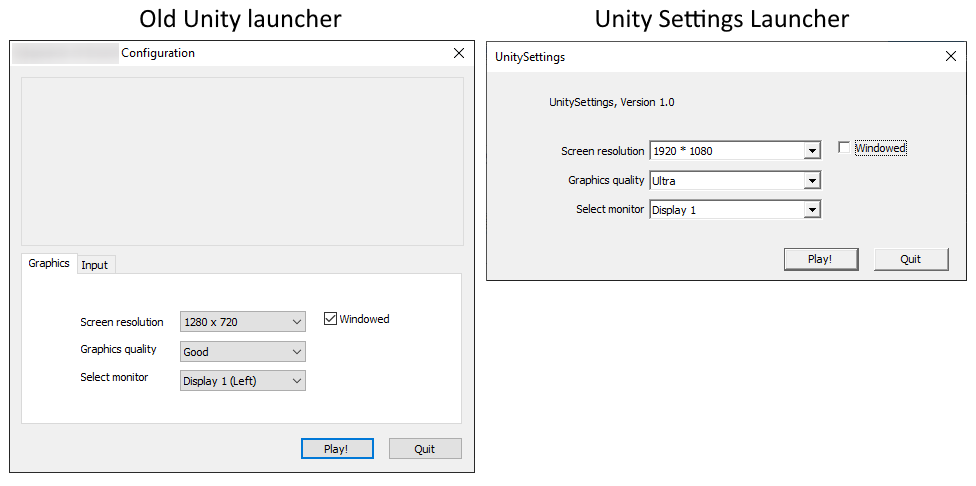 Old Unity launcher
Configuration
Graphics
Input
Screen resolution
1280 x 720
Windowed
Graphics quality
Good
Select monitor
Display 1 (Left)
Play!
Quit
Unity Settings Launcher
UnitySettings
UnitySettings, Version 1.0
Screen resolution
1920 * 1080
Windowed
Graphics quality
Ultra
Select monitor
Display 1
Play!
Quit